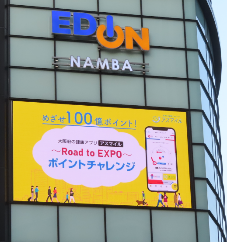 EDION
NAMBA
めざせ100億ポイント!
大阪府の健康アプリ アスマイル
～Road to EXPO～
ポイントチャレンジ